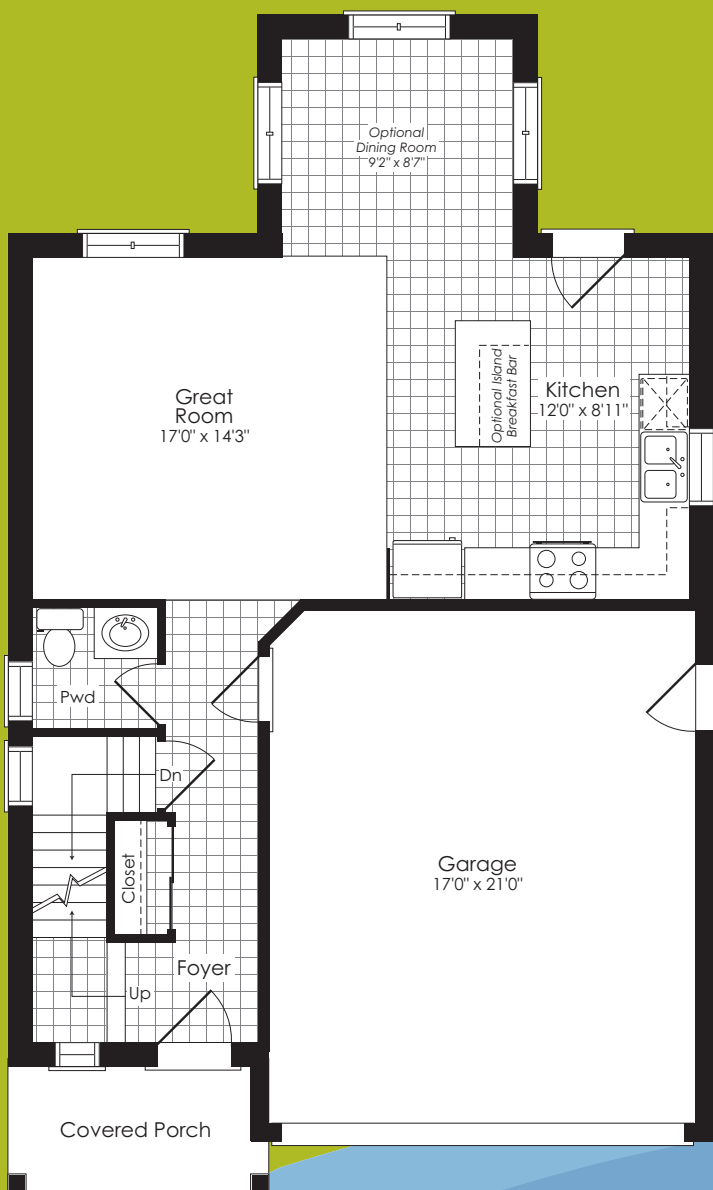 Optional
Dining Room
9'2" x 8'7"
Great
Room
17'0" x 14'3"
Optional Island
Breakfast Bar
Kitchen
12'0" x 8'11"
Pwd
Dn
Closet
Garage
17'0" x 21'0"
Foyer
Up
Covered Porch